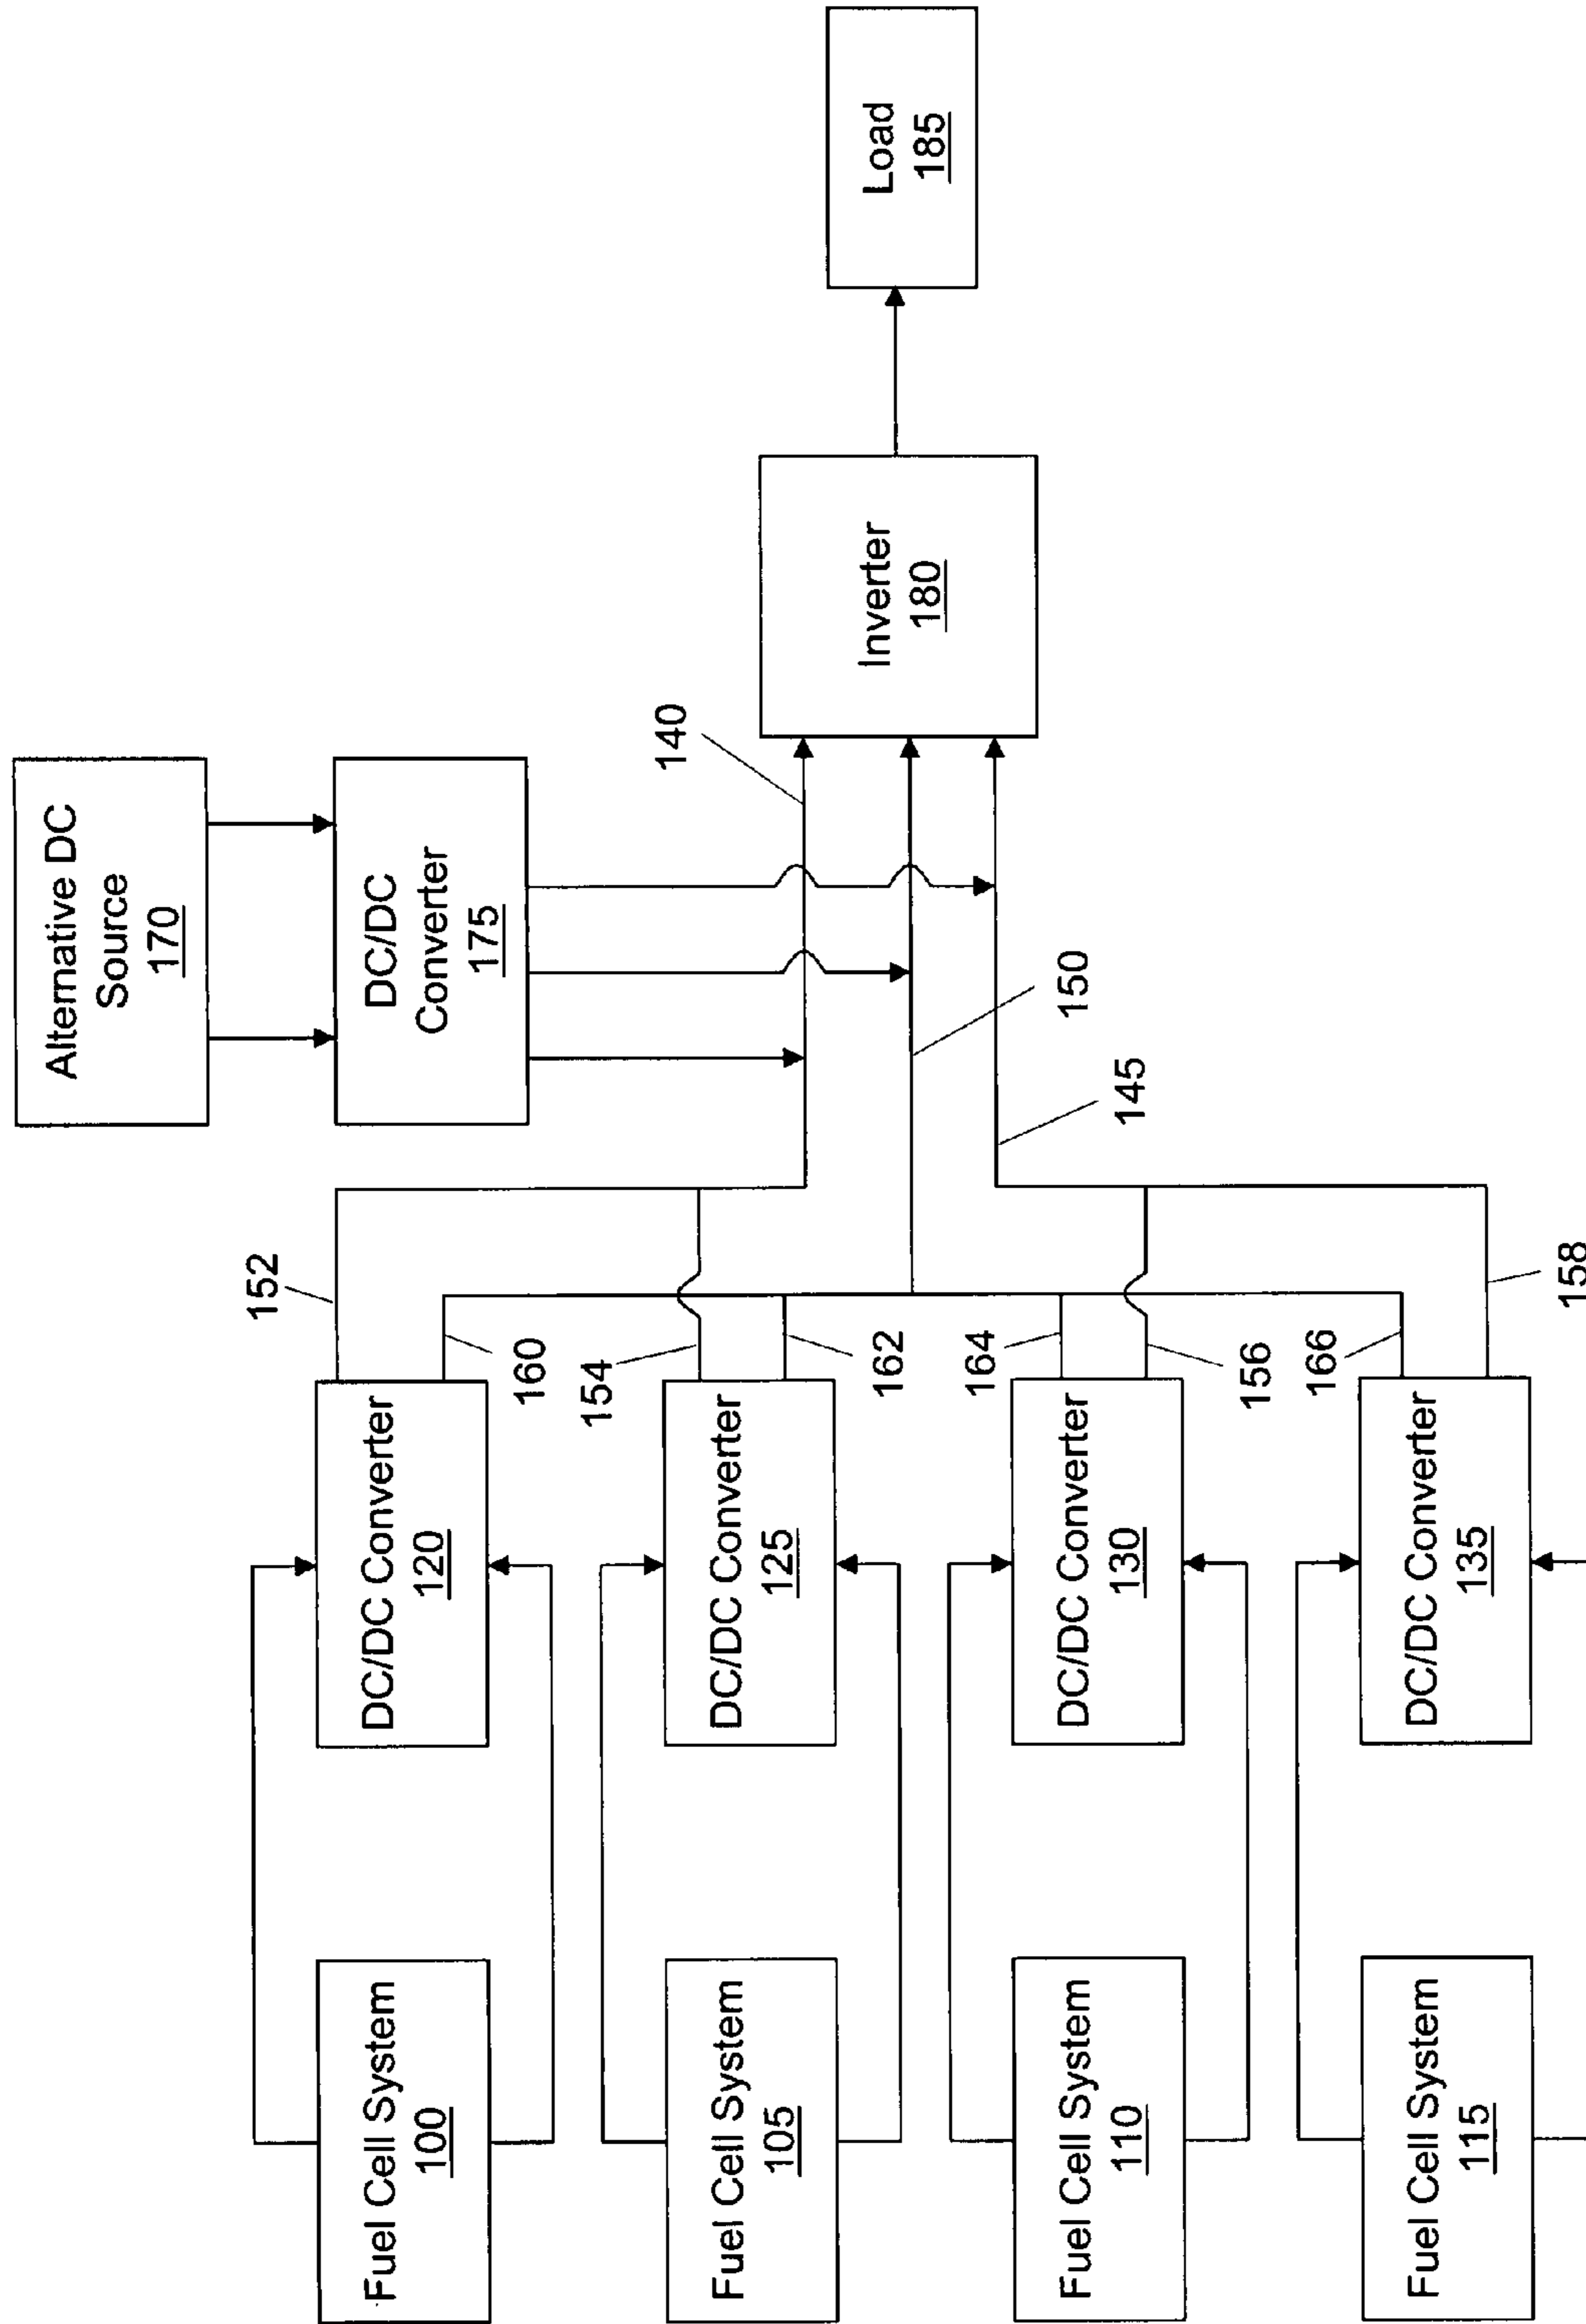 Fuel Cell System
100
Fuel Cell System
105
Fuel Cell System
110
Fuel Cell System
115
DC/DC Converter
120
DC/DC Converter
125
DC/DC Converter
130
DC/DC Converter
135
152
160
154
162
164
156
166
158
Alternative DC
Source
170
DC/DC
Converter
175
140
150
145
Inverter
180
Load
185